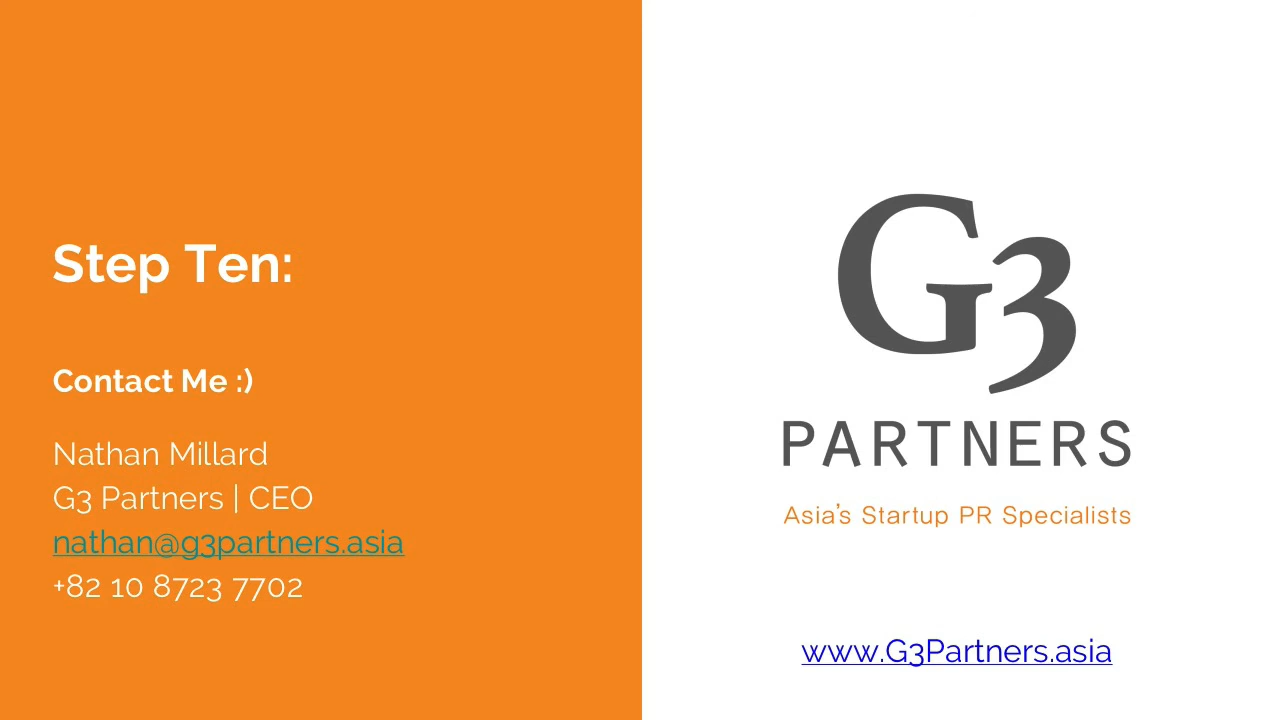 Step Ten:
Contact Me :)
Nathan Millard
G3 Partners | CEO
nathan@g3partners.asia
+82 10 8723 7702
G3
PARTNERS
Asia's Startup PR Specialists
www.G3Partners.asia